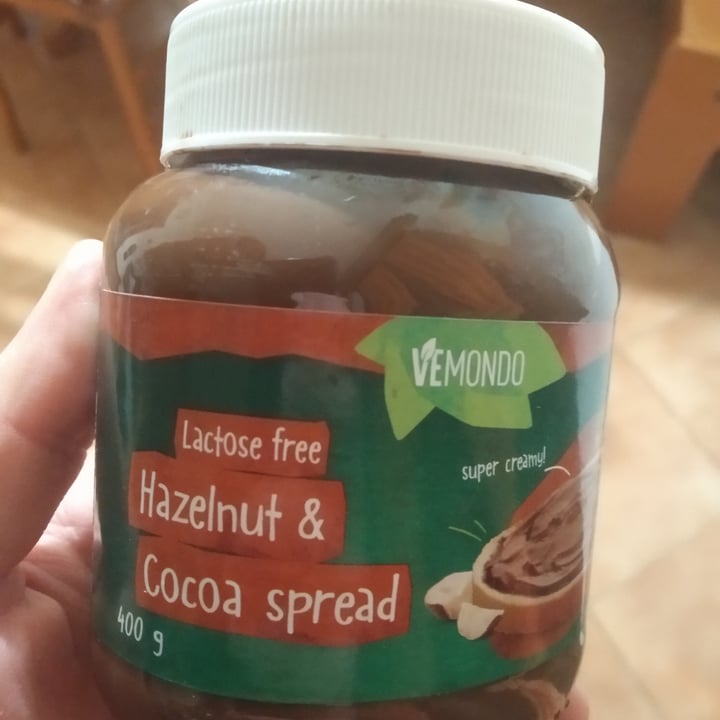 VEMONDO
Lactose free
super creamy!
Hazelnut &
Cocoa spread
400 g